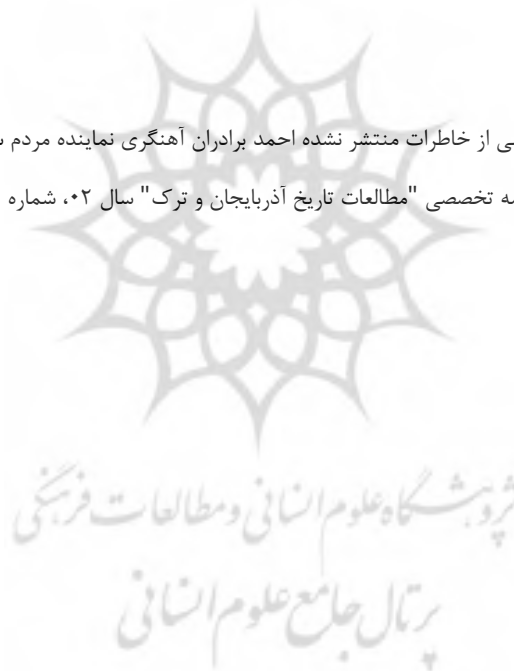 از خاطرات منتشر نشده احمد برادران آهنگری نماینده مردم
تخصصی "مطالعات تاریخ آذربایجان و ترک" سال ۰۲، شماره
پژوهشگاه علوم انسانی و مطالعات فرهنگی
پرتال جامع علوم انسانی